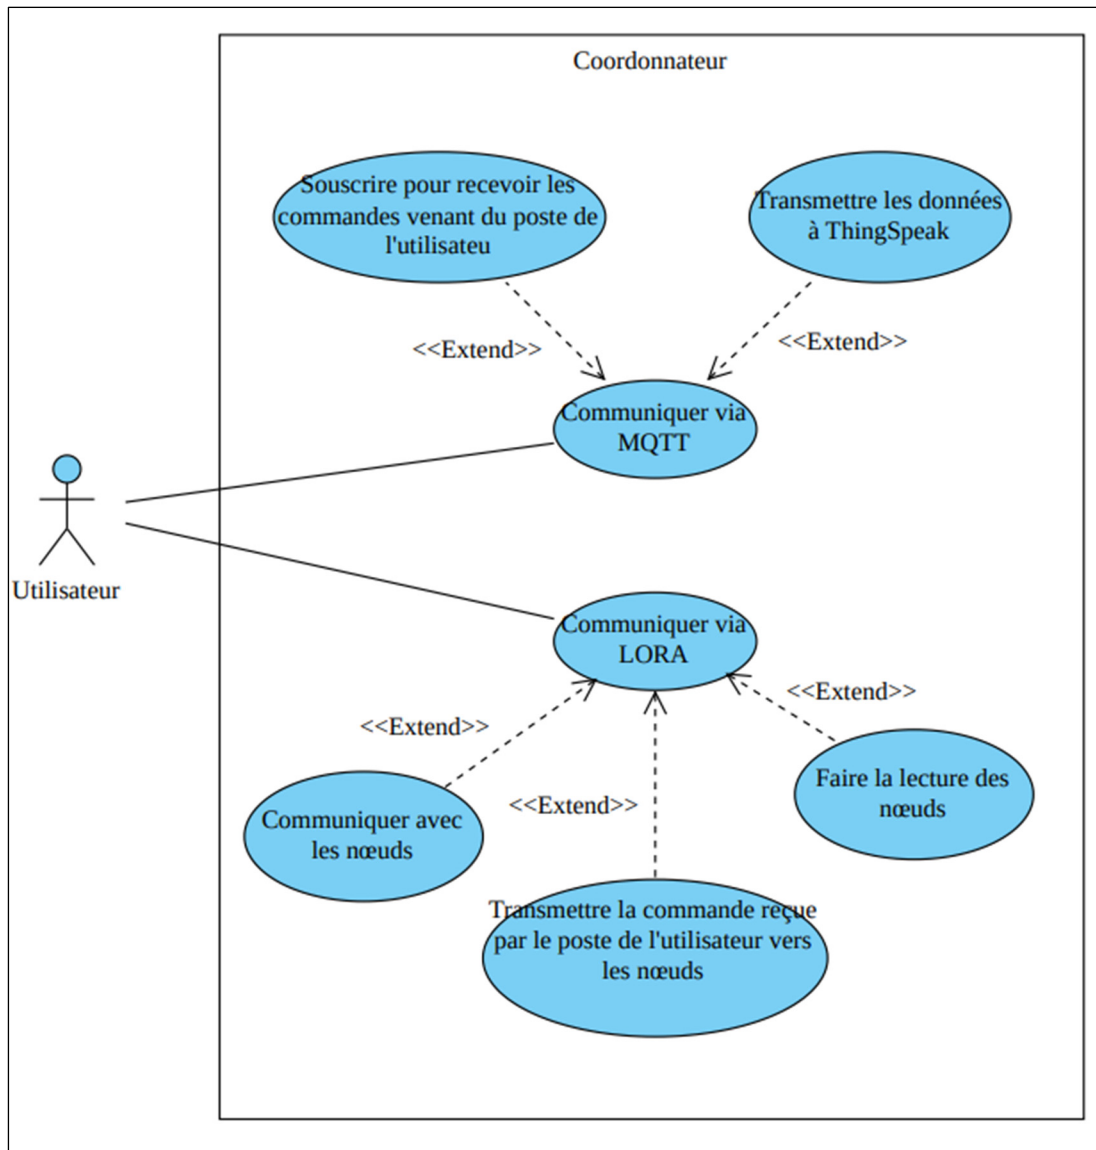 Coordonnateur
Souscrire pour recevoir les
commandes venant du poste de
l'utilisateu
Transmettre les données
à ThingSpeak
<<Extend>>
<<Extend>>
Communiquer via
MQTT
Utilisateur
Communiquer via
LORA
<<Extend>>
<<Extend>>
<<Extend>>
Faire la lecture des
nœuds
Communiquer avec
les nœuds
Transmettre la commande reçue
par le poste de l'utilisateur vers
les nœuds